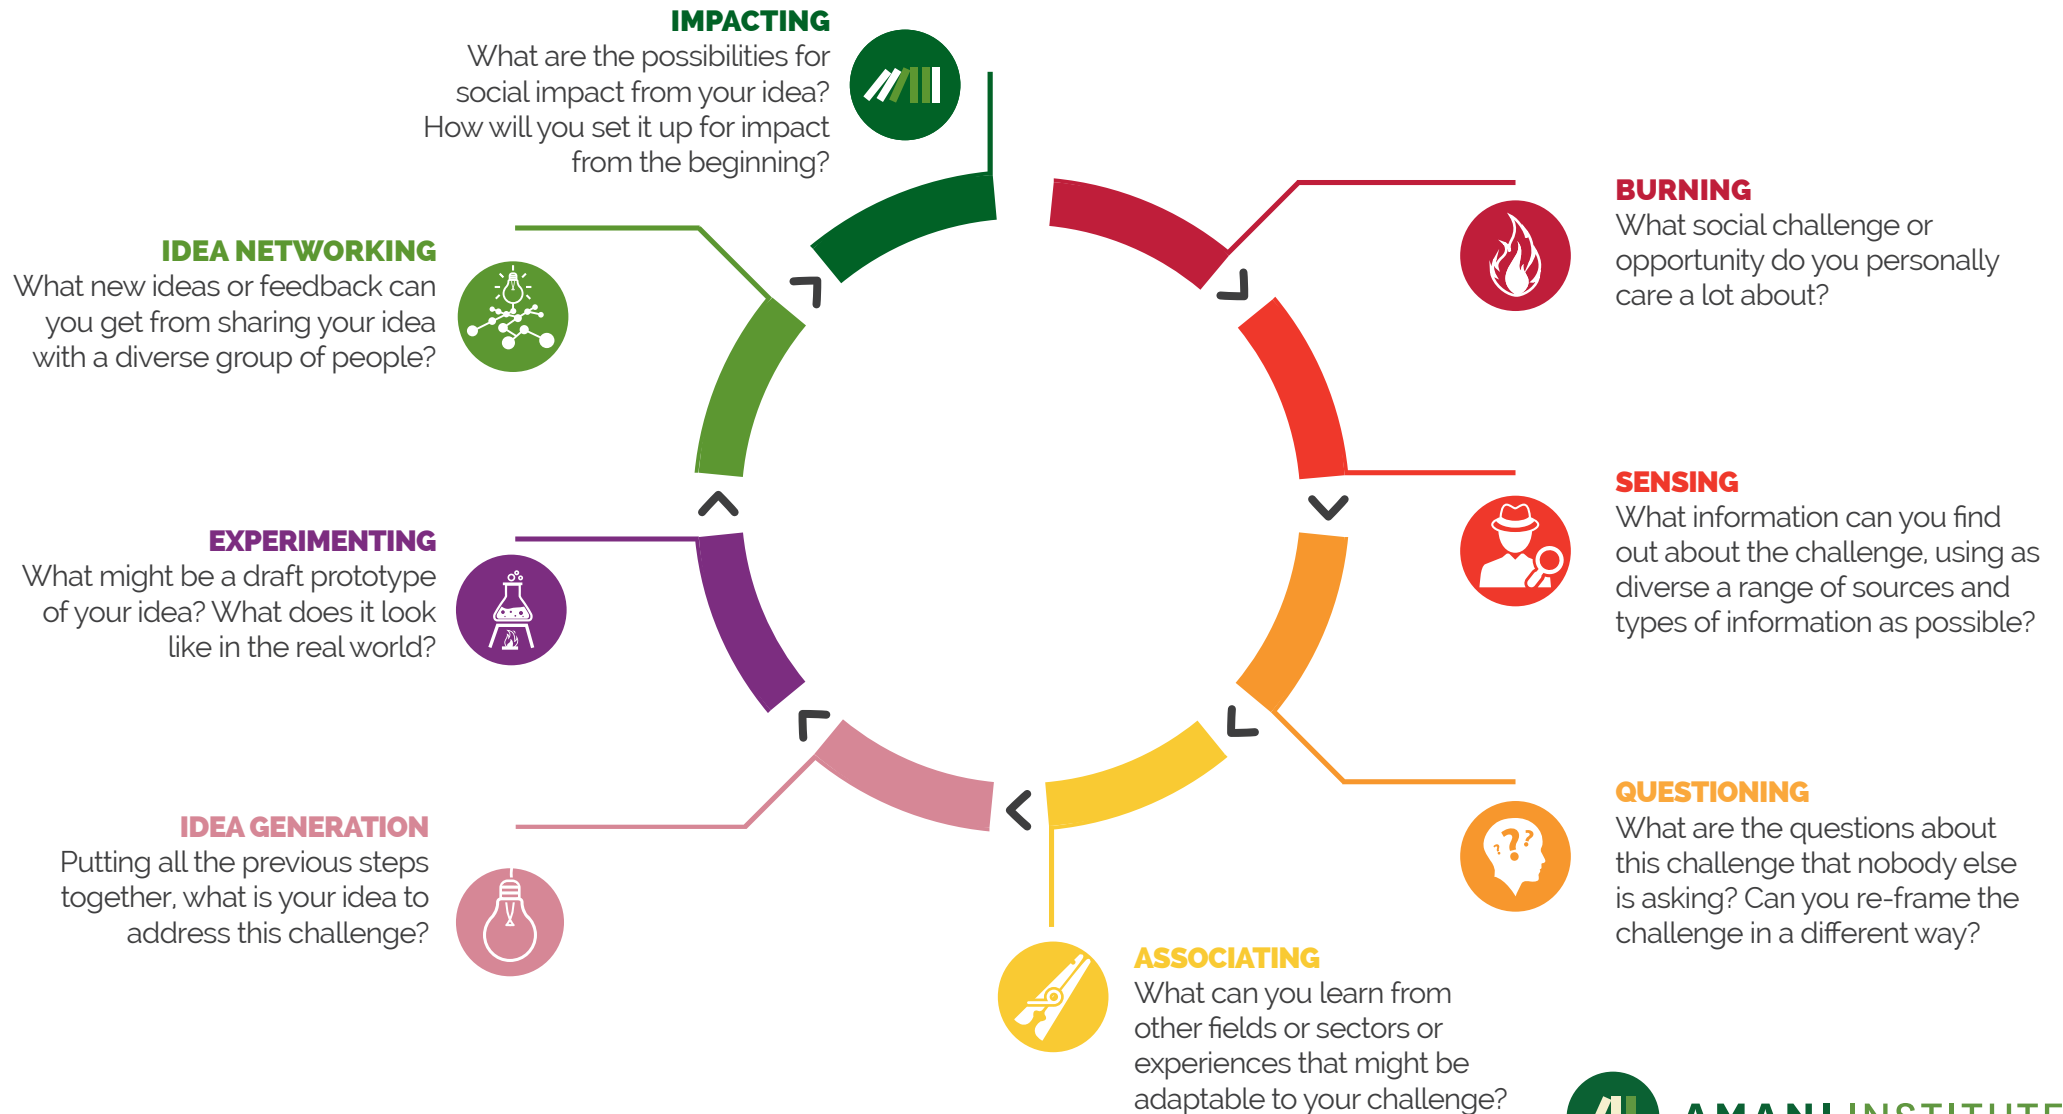 IMPACTING
What are the possibilities for
social impact from your idea?
How will you set it up for impact
from the beginning?
BURNING
What social challenge or
opportunity do you personally
care a lot about?
SENSING
What information can you find
out about the challenge, using as
diverse a range of sources and
types of information as possible?
QUESTIONING
What are the questions about
this challenge that nobody else
is asking? Can you re-frame the
challenge in a different way?
ASSOCIATING
What can you learn from
other fields or sectors or
experiences that might be
adaptable to your challenge?
IDEA GENERATION
Putting all the previous steps
together, what is your idea to
address this challenge?
EXPERIMENTING
What might be a draft prototype
of your idea? What does it look
like in the real world?
IDEA NETWORKING
What new ideas or feedback can
you get from sharing your idea
with a diverse group of people?
AMANI INSTITUTE